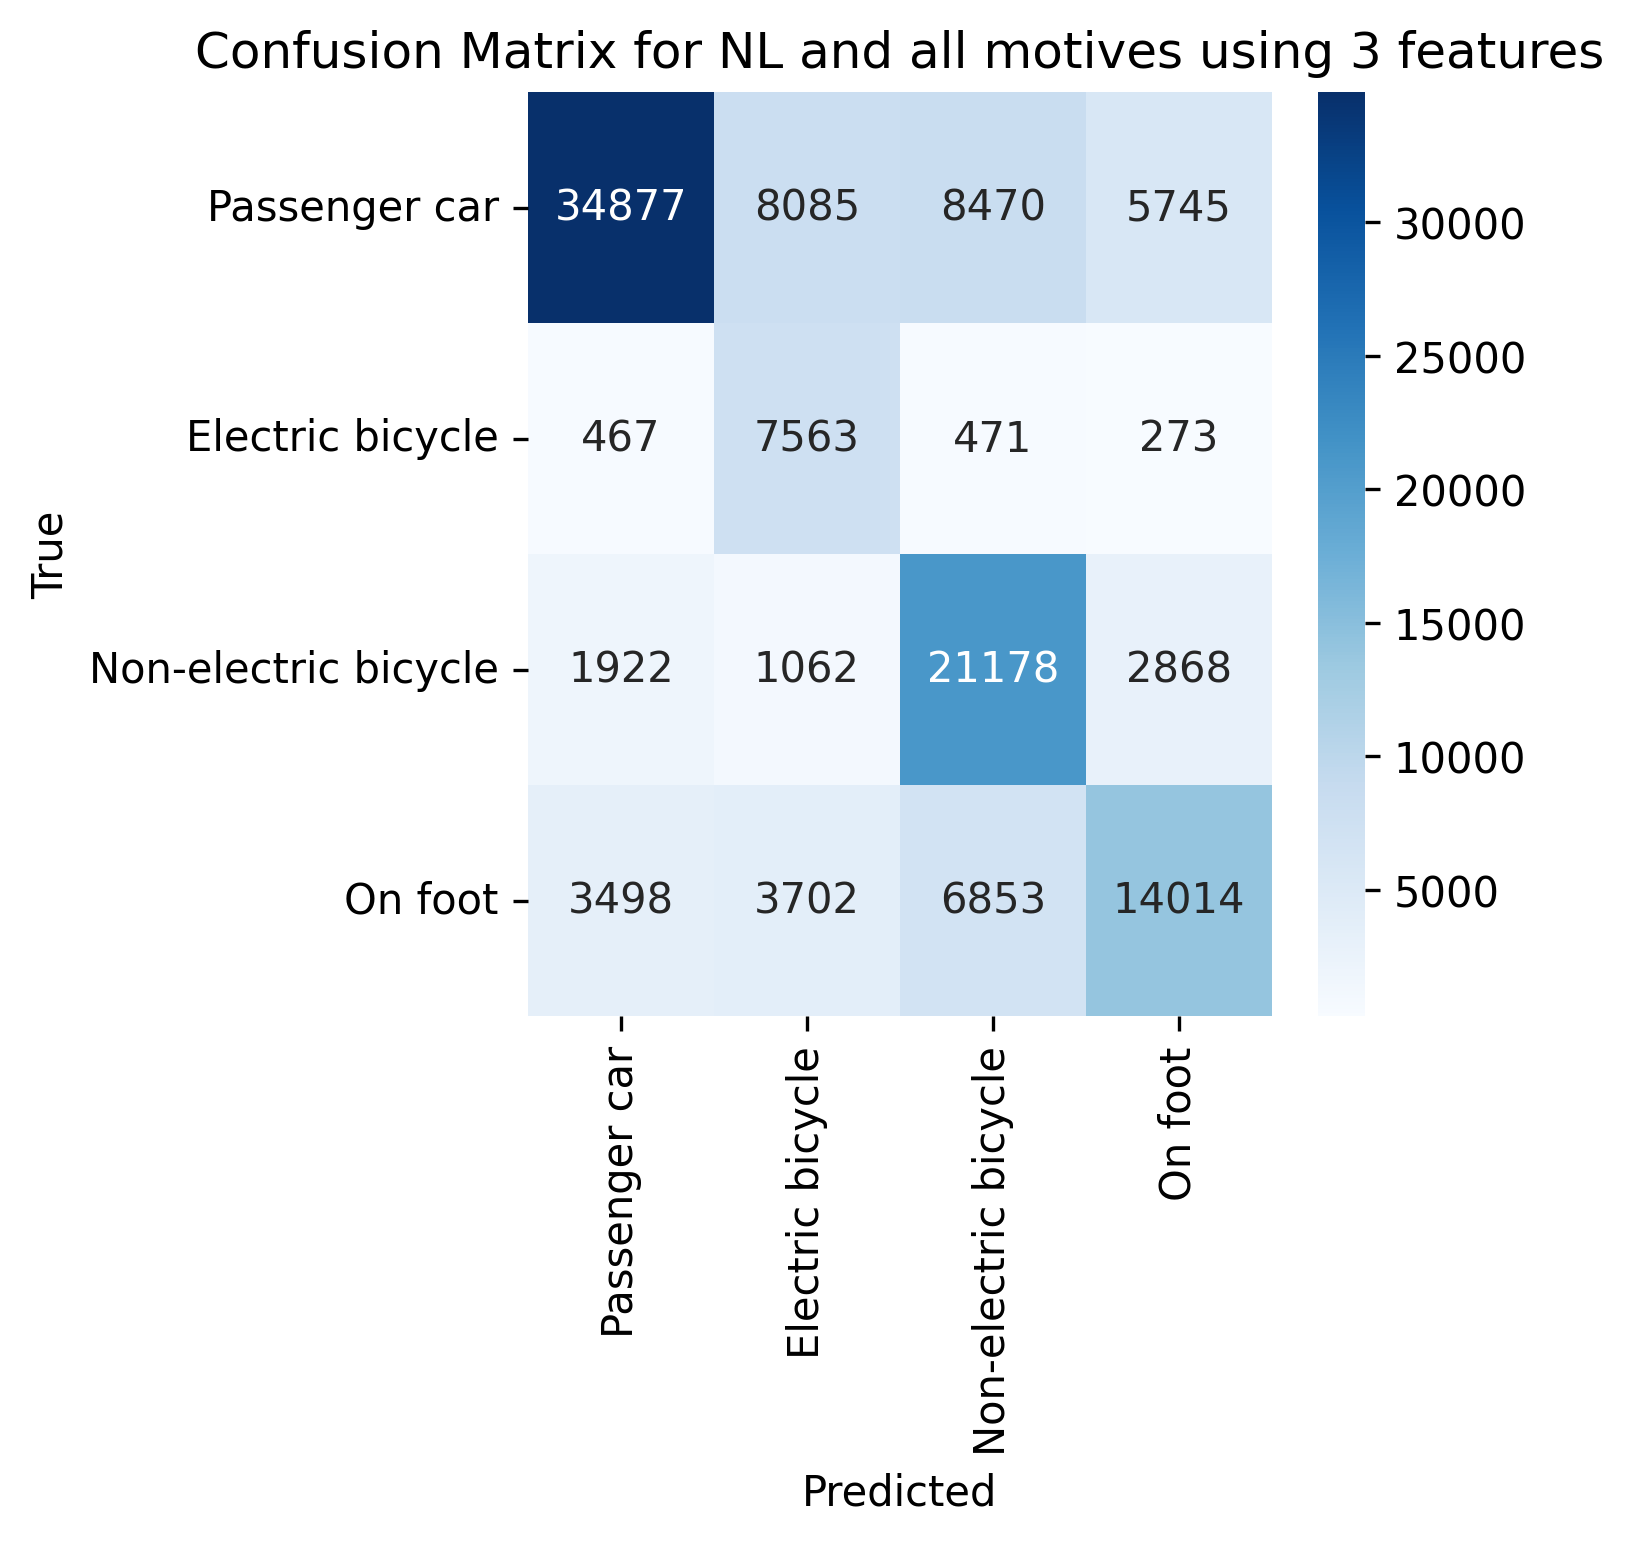 Confusion Matrix for NL and all motives using 3 features
True
Passenger car
34877 8085 8470 5745
Electric bicycle
467 7563 471 273
Non-electric bicycle
1922 1062 21178 2868
On foot
3498 3702 6853 14014
30000
25000
20000
15000
10000
5000
Passenger car
Electric bicycle
Non-electric bicycle
On foot
Predicted